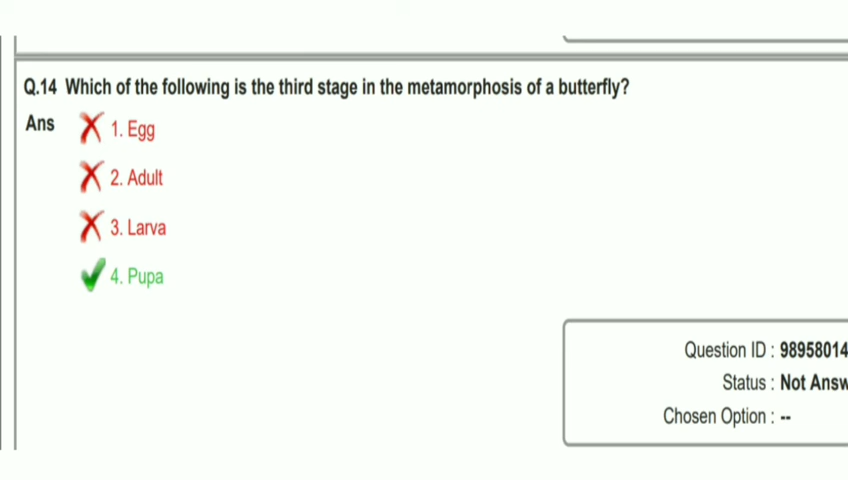 Q.14 Which of the following is the third stage in the metamorphosis of a butterfly?
Ans 1. Egg
2. Adult
3. Larva
4. Pupa
Question ID : 98958014
Status : Not Answ
Chosen Option : --